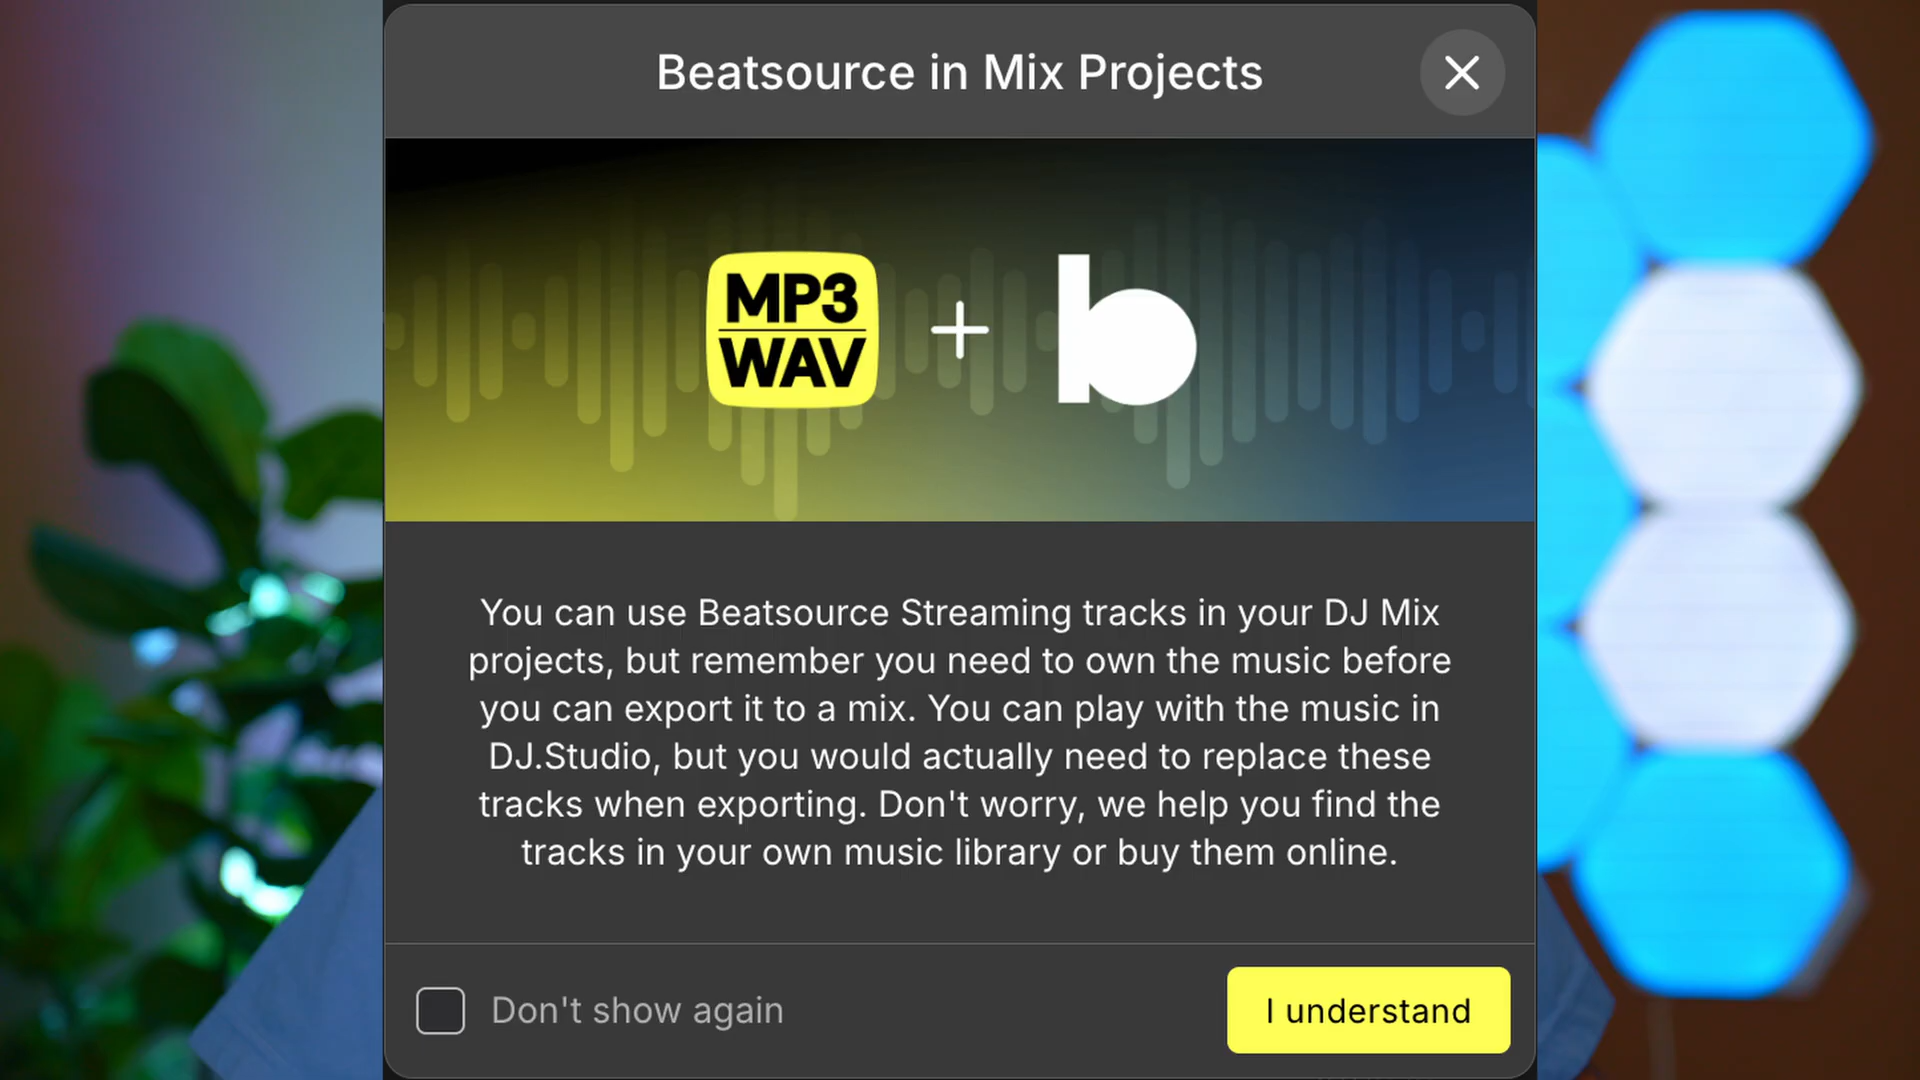 Beatsource in Mix Projects
MP3
WAV
+
b
You can use Beatsource Streaming tracks in your DJ Mix
projects, but remember you need to own the music before
you can export it to a mix. You can play with the music in
DJ.Studio, but you would actually need to replace these
tracks when exporting. Don't worry, we help you find the
tracks in your own music library or buy them online.
Don't show again
I understand